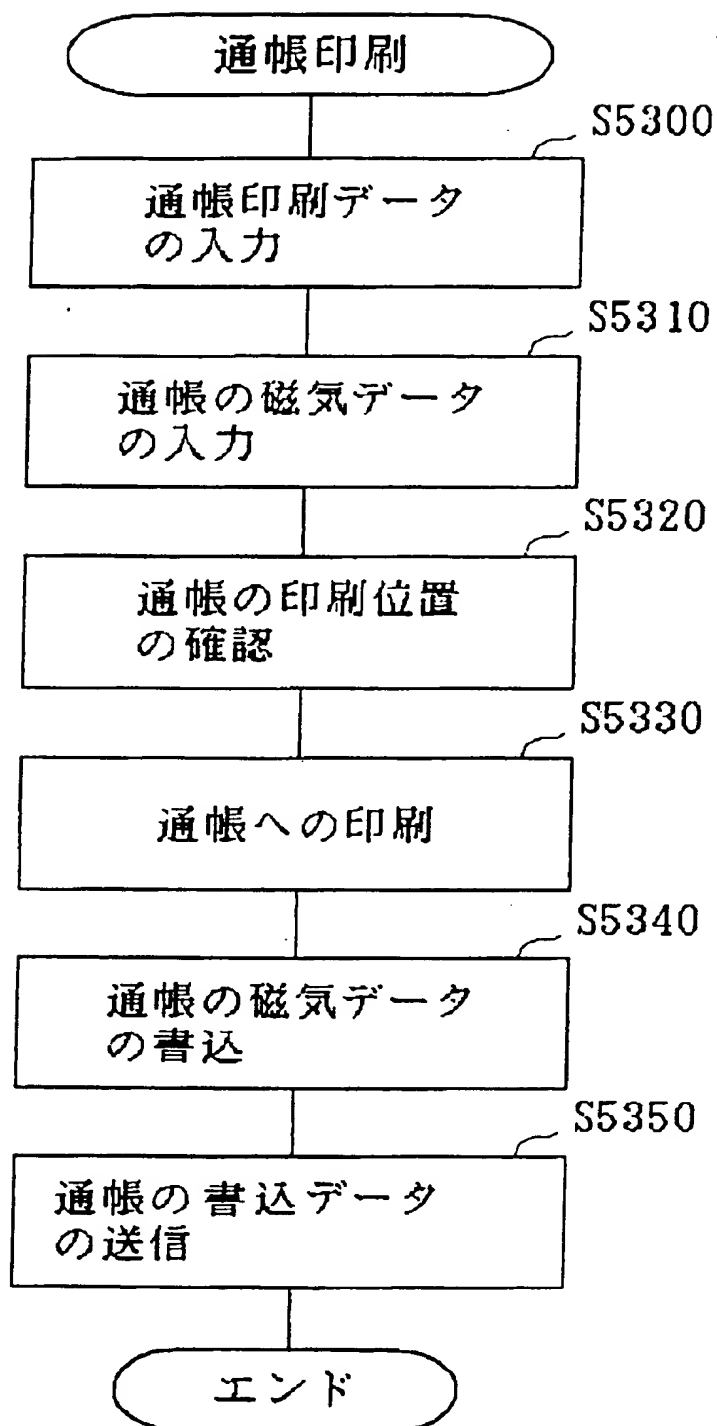 通帳印刷
S5300
通帳印刷データ
の入力
S5310
通帳の磁気データ
の入力
S5320
通帳の印刷位置
の確認
S5330
通帳への印刷
S5340
通帳の磁気データ
の書込
S5350
通帳の書込データ
の送信
エンド